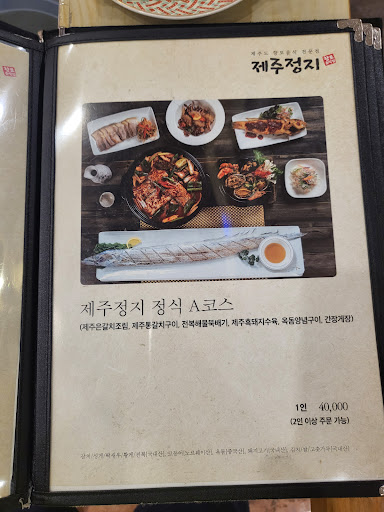 제주도 향토음식 전문점
제주정지
제주정지 정식 A코스
(제주은갈치조림, 제주통갈치구이, 전복해물뚝배기, 제주흑돼지수육, 옥돔양념구이, 간장게장)
1인 40,000
(2인 이상 주문 가능)